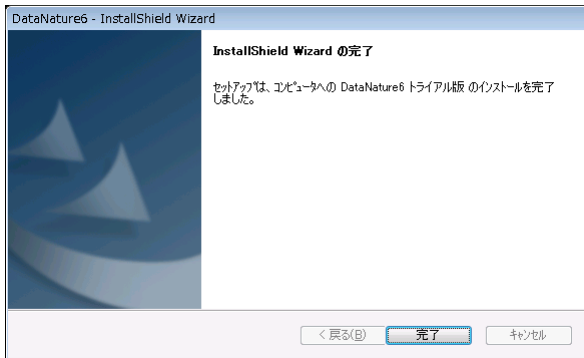 DataNature6 - InstallShield Wizard
InstallShield Wizard の完了
ｾｯﾄｱｯﾌﾟは、ｺﾝﾋﾟｭｰﾀへの DataNature6 トライアル版 のｲﾝｽﾄｰﾙを完了
しました。
< 戻る(B)
完了
ｷｬﾝｾﾙ